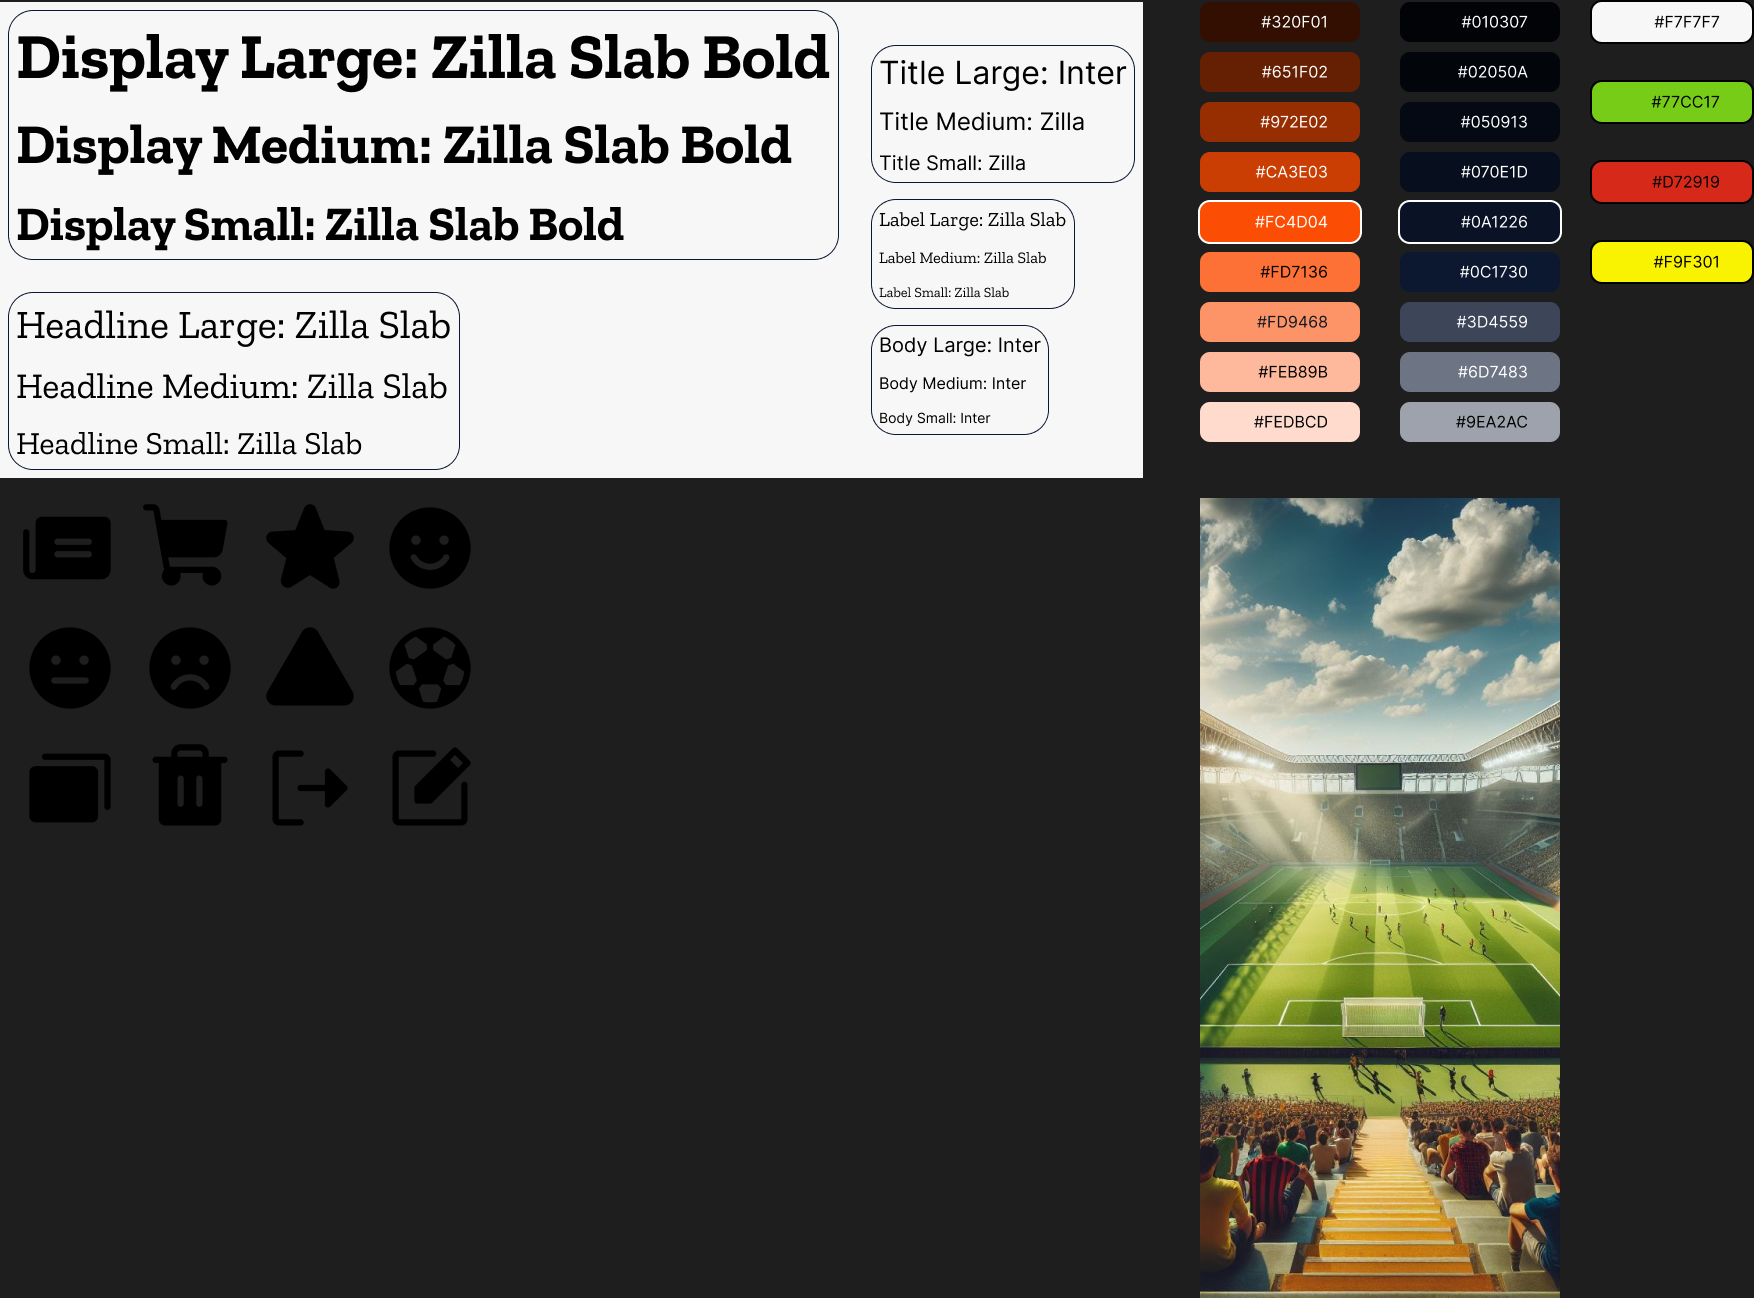 Display Large: Zilla Slab Bold
Display Medium: Zilla Slab Bold
Display Small: Zilla Slab Bold
Headline Large: Zilla Slab
Headline Medium: Zilla Slab
Headline Small: Zilla Slab
Title Large: Inter
Title Medium: Zilla
Title Small: Zilla
Label Large: Zilla Slab
Label Medium: Zilla Slab
Label Small: Zilla Slab
Body Large: Inter
Body Medium: Inter
Body Small: Inter
#320F01
#651F02
#972E02
#CA3E03
#FC4D04
#FD7136
#FD9468
#FEB89B
#FEDBCD
#010307
#02050A
#050913
#070E1D
#0A1226
#0C1730
#3D4559
#6D7483
#9EA2AC
#F7F7F7
#77CC17
#D72919
#F9F301